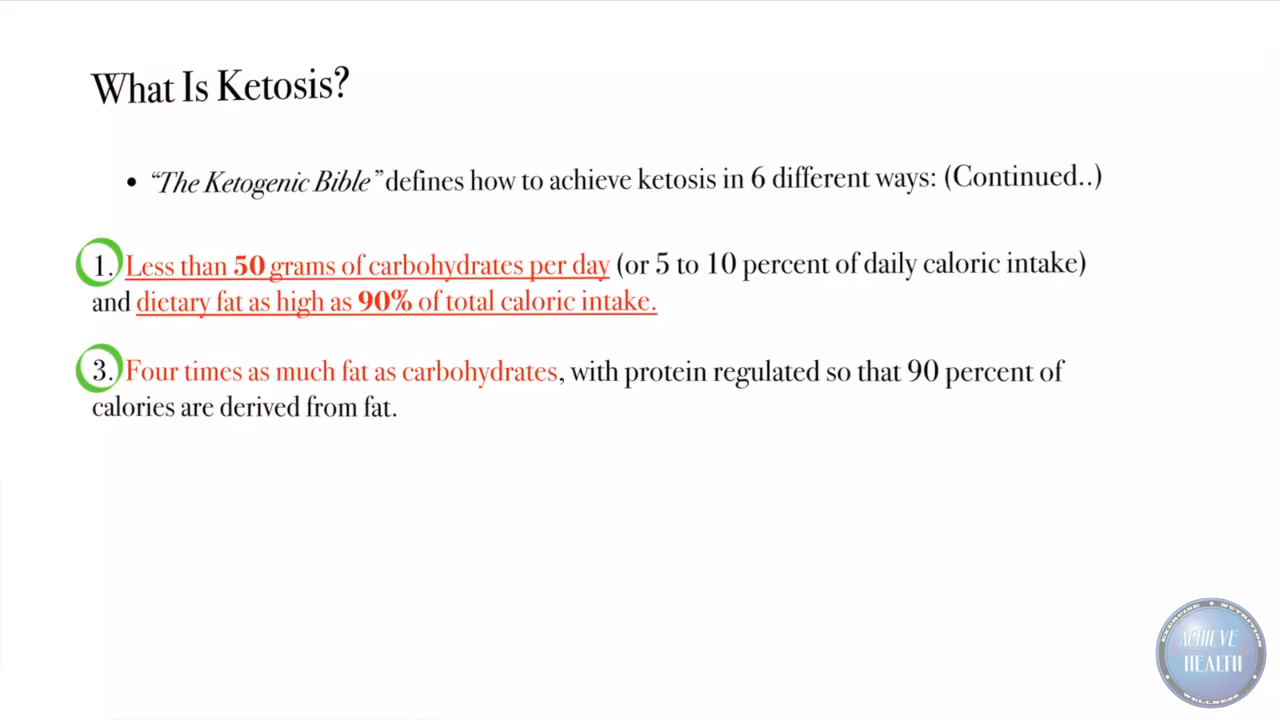 What Is Ketosis?
• “The Ketogenic Bible” defines how to achieve ketosis in 6 different ways: (Continued..)
1. Less than 50 grams of carbohydrates per day (or 5 to 10 percent of daily caloric intake)
and dietary fat as high as 90% of total caloric intake.
3. Four times as much fat as carbohydrates, with protein regulated so that 90 percent of
calories are derived from fat.
EXERCISE • NUTRITION
ACHIEVE
HEALTH
WELLNESS